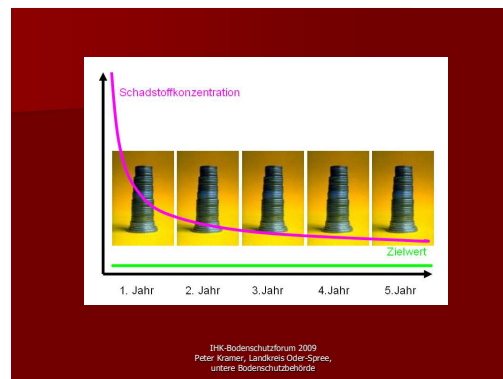 Schadstoffkonzentration
Zielwert
1. Jahr
2. Jahr
3.Jahr
4.Jahr
5.Jahr
IHK-Bodenschutzforum 2009
Peter Kramer, Landkreis Oder-Spree,
untere Bodenschutzbehörde